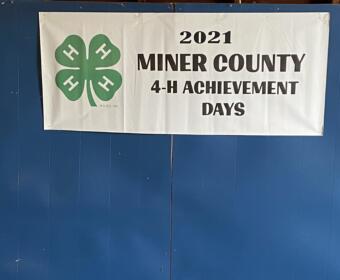 H H
H H
2021
MINER COUNTY
4-H ACHIEVEMENT
DAYS